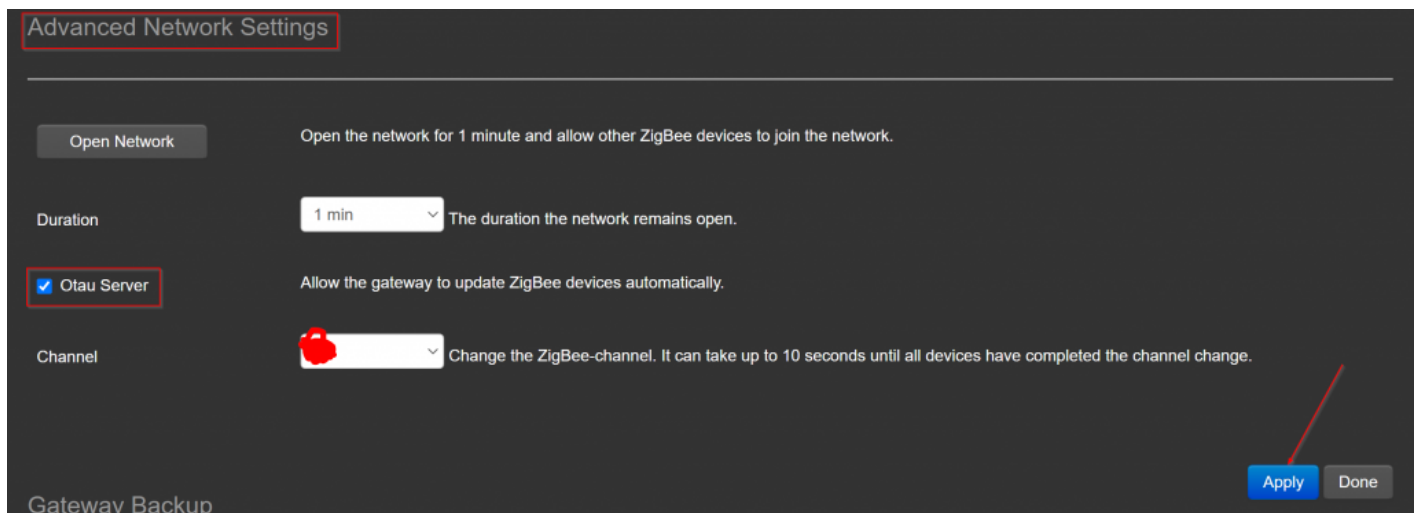 Advanced Network Settings
Open Network Open the network for 1 minute and allow other ZigBee devices to join the network.
Duration 1 min The duration the network remains open.
Otau Server Allow the gateway to update ZigBee devices automatically.
Channel Change the ZigBee-channel. It can take up to 10 seconds until all devices have completed the channel change.
Apply Done
Gateway Backup